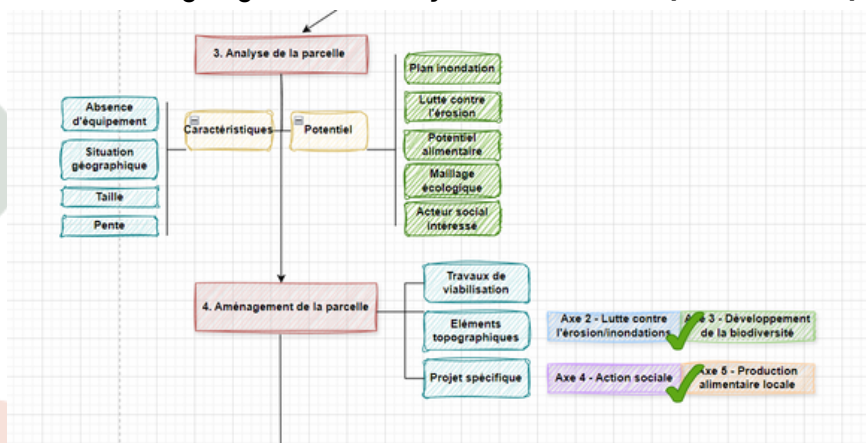 3. Analyse de la parcelle
Absence
d'équipement
Situation
géographique
Taille
Pente
Caractéristiques
Potentiel
Plan inondation
Lutte contre
l'érosion
Potentiel
alimentaire
Maillage
écologique
Acteur social
intéressé
4. Aménagement de la parcelle
Travaux de
viabilisation
Eléments
topographiques
Projet spécifique
Axe 2 - Lutte contre
l'érosion/inondations
Axe 3 - Développement
de la biodiversité
Axe 4 - Action sociale
Axe 5 - Production
alimentaire locale